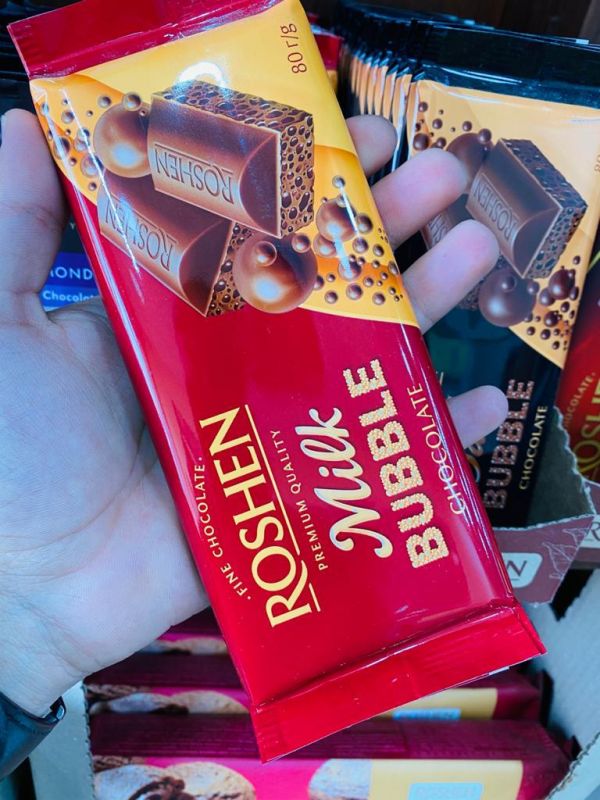 80 г/g
ROSHEN
ROSHEN
.FINE CHOCOLATE.
ROSHEN
PREMIUM QUALITY
Milk
BUBBLE
CHOCOLATE
ROSHEN
BUBBLE
CHOCOLATE